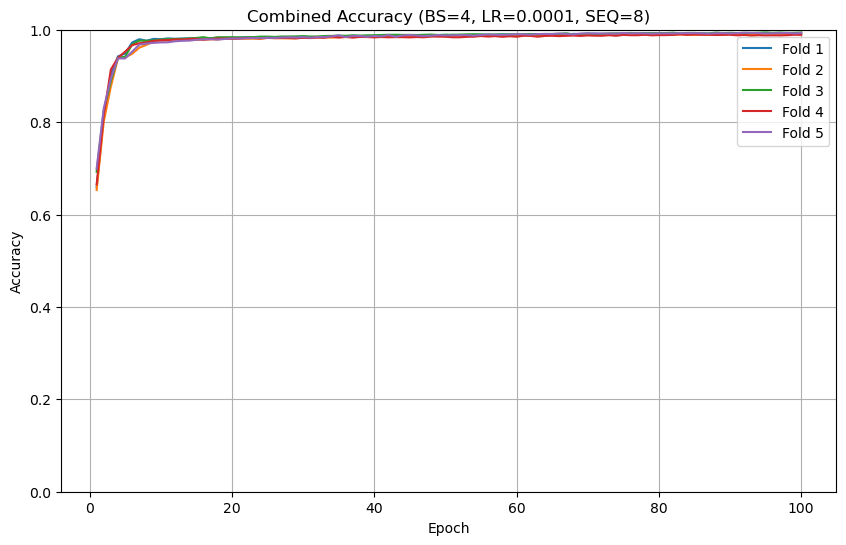 Combined Accuracy (BS=4, LR=0.0001, SEQ=8)
1.0
0.8
0.6
0.4
0.2
0.0
Accuracy
0 20 40 60 80 100
Epoch
Fold 1
Fold 2
Fold 3
Fold 4
Fold 5